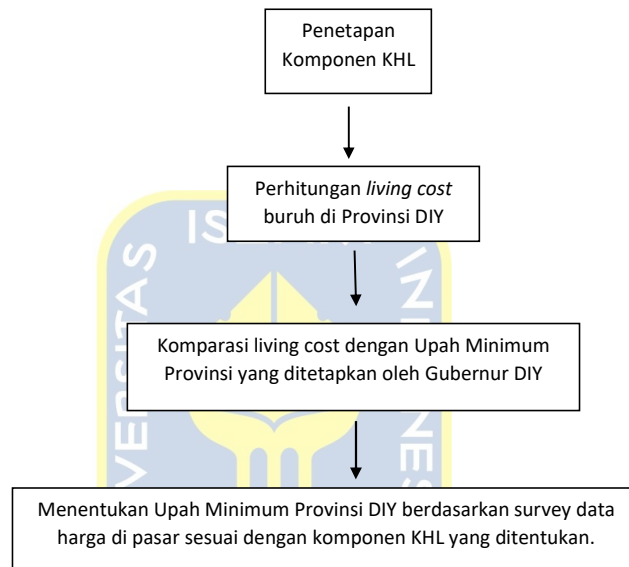 Penetapan
Komponen KHL
Perhitungan living cost
buruh di Provinsi DIY
Komparasi living cost dengan Upah Minimum
Provinsi yang ditetapkan oleh Gubernur DIY
Menentukan Upah Minimum Provinsi DIY berdasarkan survey data
harga di pasar sesuai dengan komponen KHL yang ditentukan.